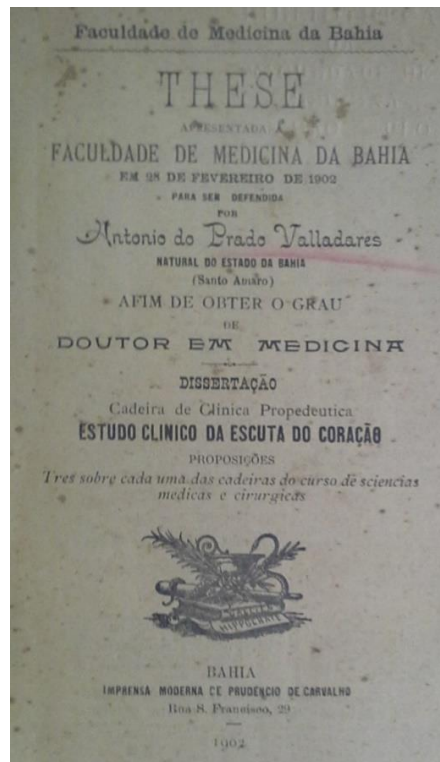 Faculdade de Medicina da Bahia
THESE
APRESENTADA Á
FACULDADE DE MEDICINA DA BAHIA
EM 28 DE FEVEREIRO DE 1902
PARA SER DEFENDIDA
POR
Antonio do Prado Valladares
NATURAL DO ESTADO DA BAHIA
(Santo Amaro)
AFIM DE OBTER O GRAU
DE
DOUTOR EM MEDICINA
DISSERTAÇÃO
Cadeira de Clinica Propedeutica
ESTUDO CLINICO DA ESCUTA DO CORAÇÃO
PROPOSIÇÕES
Tres sobre cada uma das cadeiras do curso de sciencias
medicas e cirurgicas
HIPPOCRATE
BAHIA
IMPRENSA MODERNA DE PRUDENCIO DE CARVALHO
Rua S. Francisco, 29
1902